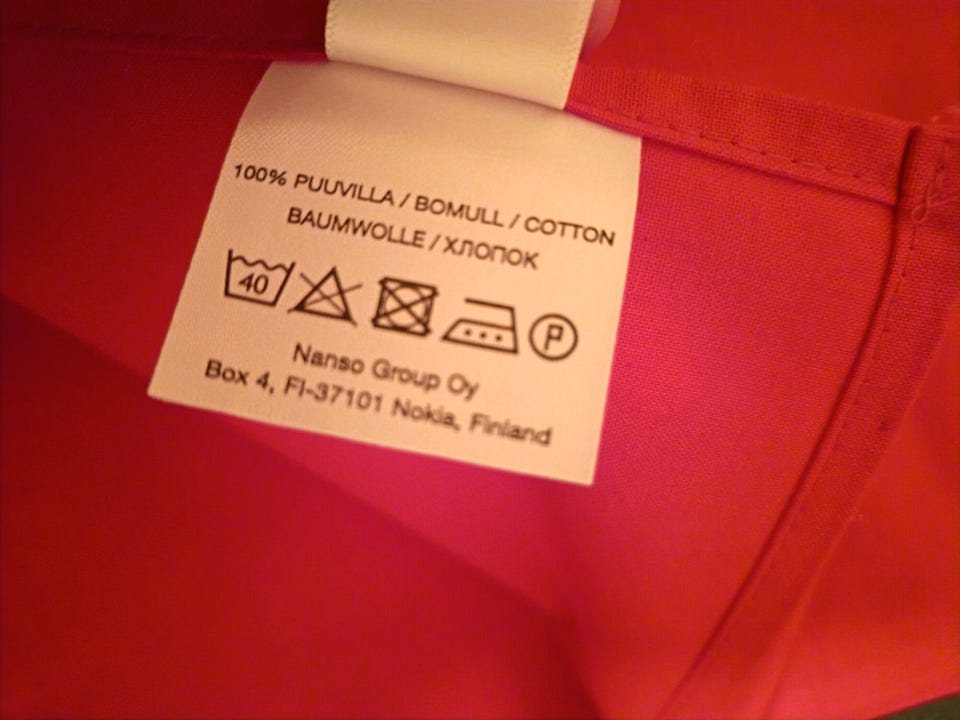 100% PUUVILLA / BOMULL / COTTON
BAUMWOLLE / ХЛОПОК
40 P
Nanso Group Oy
Box 4, FI-37101 Nokia, Finland